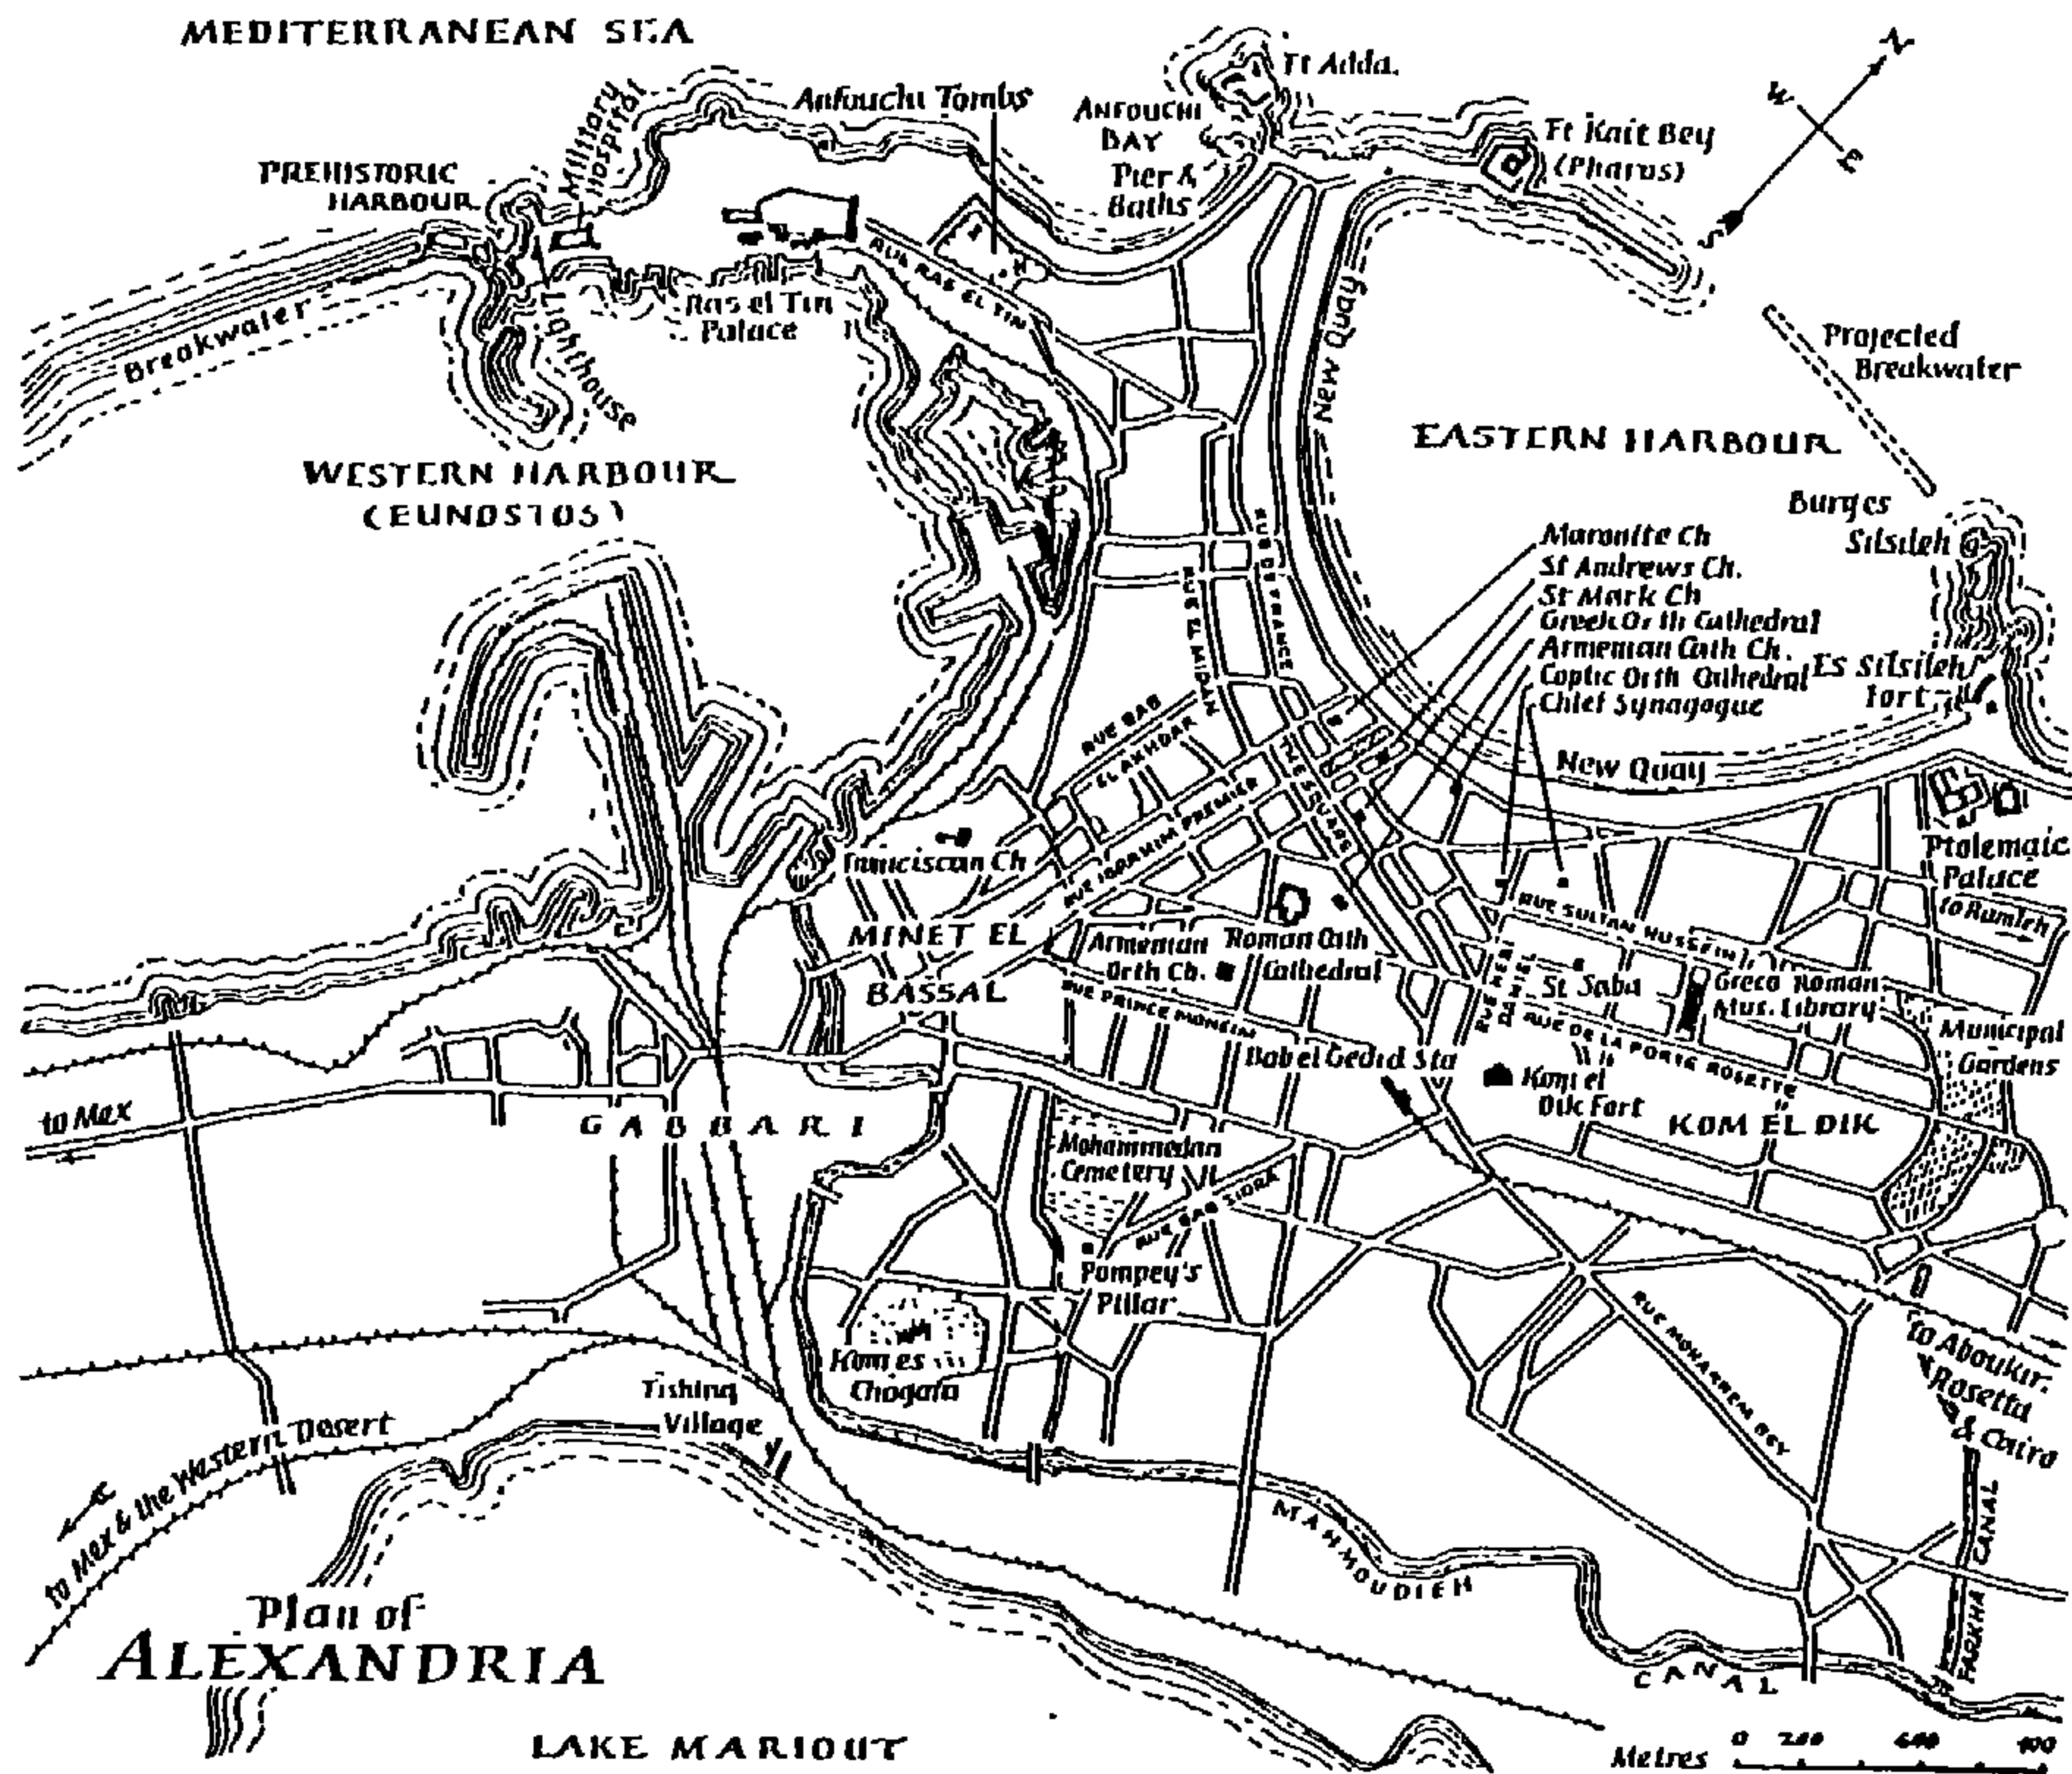 MEDITERRANEAN SEA
Ft Adda.
N
W
E
S
Military
Hospital
Anfouchi Tombs
ANFOUCHI
BAY
Pier &
Baths
Ft Kait Bey
(Pharus)
PREHISTORIC
HARBOUR
RUE RAS EL TIN
Ras el Tin
Palace
Breakwater
Lighthouse
New Quay
Projected
Breakwater
EASTERN HARBOUR
WESTERN HARBOUR
(EUNOSTOS)
Burges
Silsileh
Maronite Ch
St Andrews Ch.
St Mark Ch
Greek Orth Cathedral
Armenian Cath Ch.
Coptic Orth Cathedral
Chief Synagogue
Es Silsileh
Fort
RUE DE FRANCE
RUE EL MIDAN
RUE BAB
EL AKHDAR
THE SQUARE
New Quay
RUE IBRAHIM PREMIER
Franciscan Ch
Ptolemaic
Palace
to Ramleh
RUE SULTAN HUSSEIN
MINET EL
BASSAL
Armenian
Orth Ch.
Roman Cath
Cathedral
St Saba
Greco Roman
Mus. Library
Municipal
Gardens
RUE PRINCE MONEIM
RUE DE LA PORTE ROSETTE
Babel Gedid Sta
Kom el
Dik Fort
KOM EL DIK
to Mex
GABBARI
Mohammedan
Cemetery
RUE BAB SIDRA
Pompey's
Pillar
Kom es
Chogafa
RUE MOHARREM BEY
to Aboukir.
Rosetta
& Cairo
Fishing
Village
to Mex & the Western Desert
MAHMOUDIEH
CANAL
FARKHA CANAL
Plan of
ALEXANDRIA
LAKE MARIOUT
Metres
0